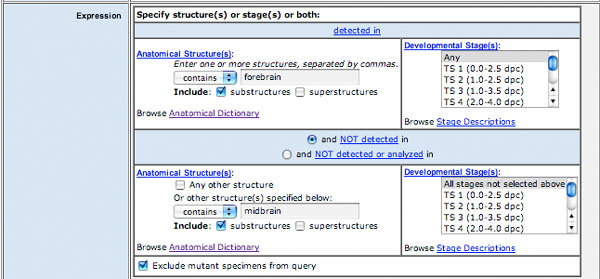 Expression
Specify structure(s) or stage(s) or both:
detected in
Anatomical Structure(s):
Enter one or more structures, separated by commas.
contains forebrain
Include: substructures superstructures
Browse Anatomical Dictionary
Developmental Stage(s):
Any
TS 1 (0.0-2.5 dpc)
TS 2 (1.0-2.5 dpc)
TS 3 (1.0-3.5 dpc)
TS 4 (2.0-4.0 dpc)
Browse Stage Descriptions
and NOT detected in
and NOT detected or analyzed in
Anatomical Structure(s):
Any other structure
Or other structure(s) specified below:
contains midbrain
Include: substructures superstructures
Browse Anatomical Dictionary
Developmental Stage(s):
All stages not selected above
TS 1 (0.0-2.5 dpc)
TS 2 (1.0-2.5 dpc)
TS 3 (1.0-3.5 dpc)
TS 4 (2.0-4.0 dpc)
Browse Stage Descriptions
Exclude mutant specimens from query